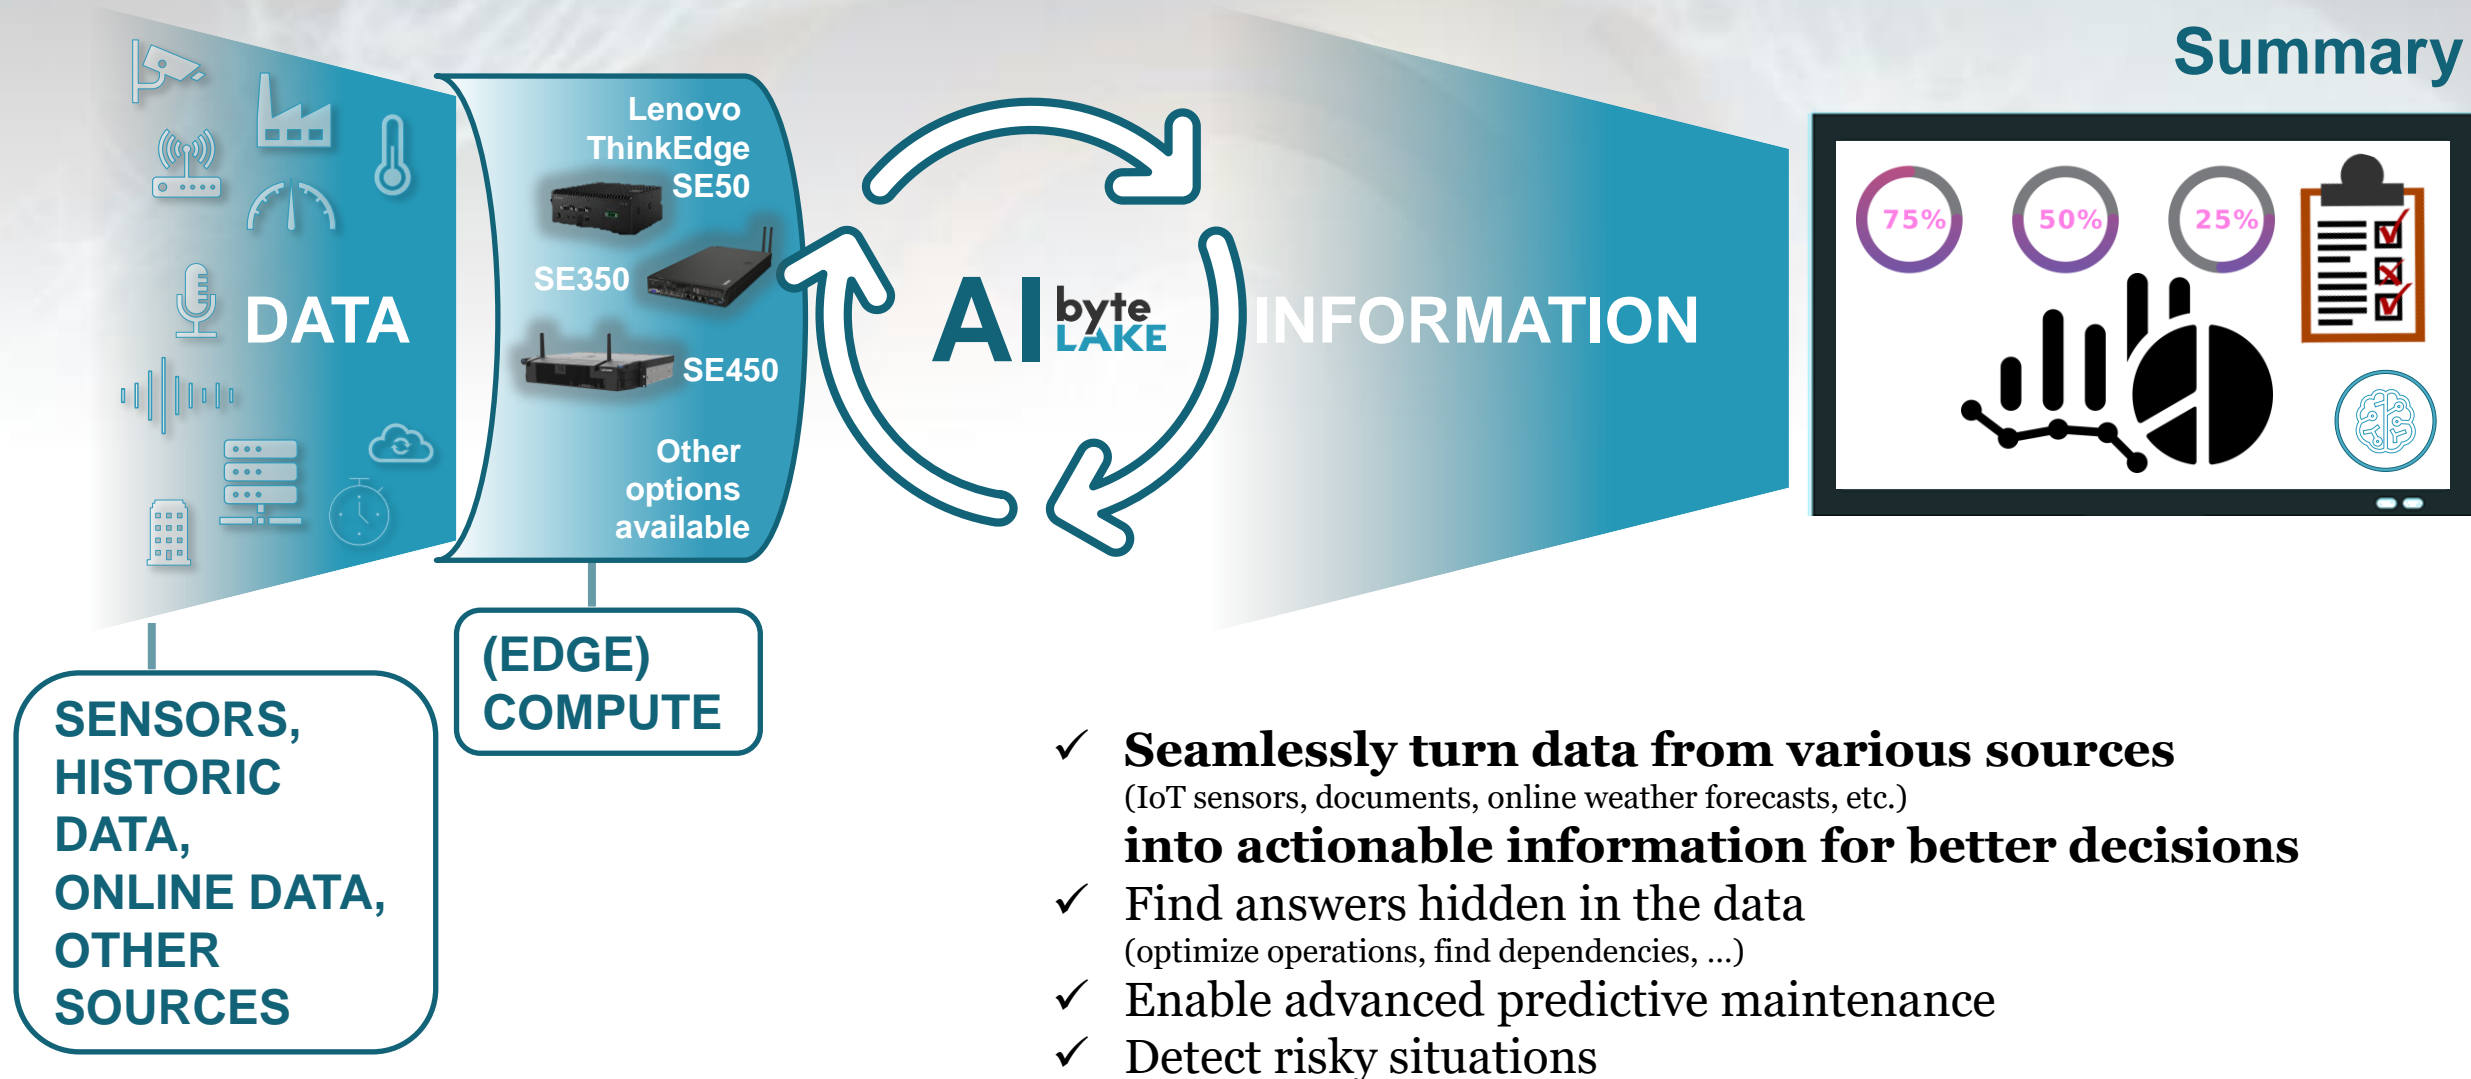 Summary
Lenovo
ThinkEdge
SE50
SE350
SE450
Other
options
available
DATA
AI byte
LAKE
INFORMATION
75%
50%
25%
(EDGE)
COMPUTE
SENSORS,
HISTORIC
DATA,
ONLINE DATA,
OTHER
SOURCES
✓ Seamlessly turn data from various sources
(IoT sensors, documents, online weather forecasts, etc.)
into actionable information for better decisions
✓ Find answers hidden in the data
(optimize operations, find dependencies, ...)
✓ Enable advanced predictive maintenance
✓ Detect risky situations